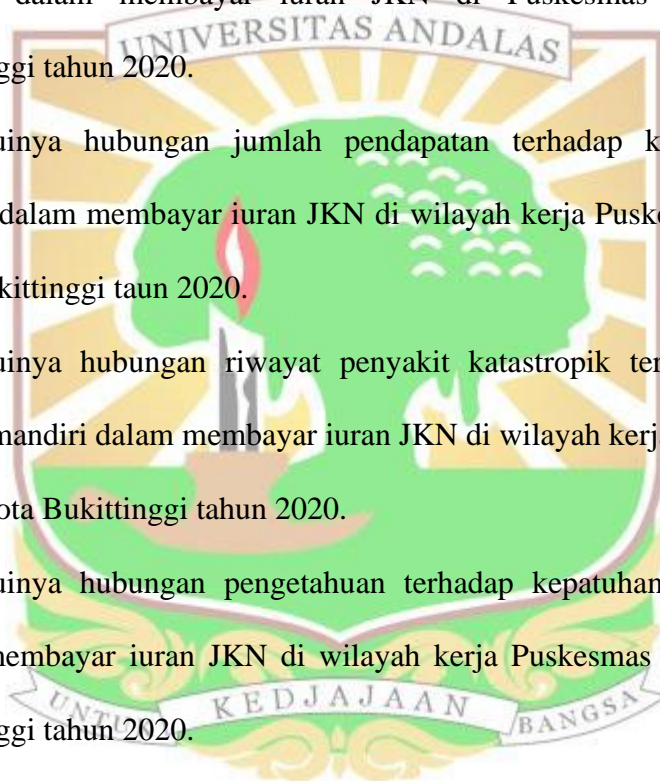 dalam membayar iuran JKN di Puskesmas
UNIVERSITAS ANDALAS
ggi tahun 2020.
uinya hubungan jumlah pendapatan terhadap k
dalam membayar iuran JKN di wilayah kerja Puske
kittinggi taun 2020.
uinya hubungan riwayat penyakit katastropik ter
mandiri dalam membayar iuran JKN di wilayah kerja
ota Bukittinggi tahun 2020.
uinya hubungan pengetahuan terhadap kepatuhan
membayar iuran JKN di wilayah kerja Puskesmas
UNTUK KEDJAJAAN BANGSA
ggi tahun 2020.